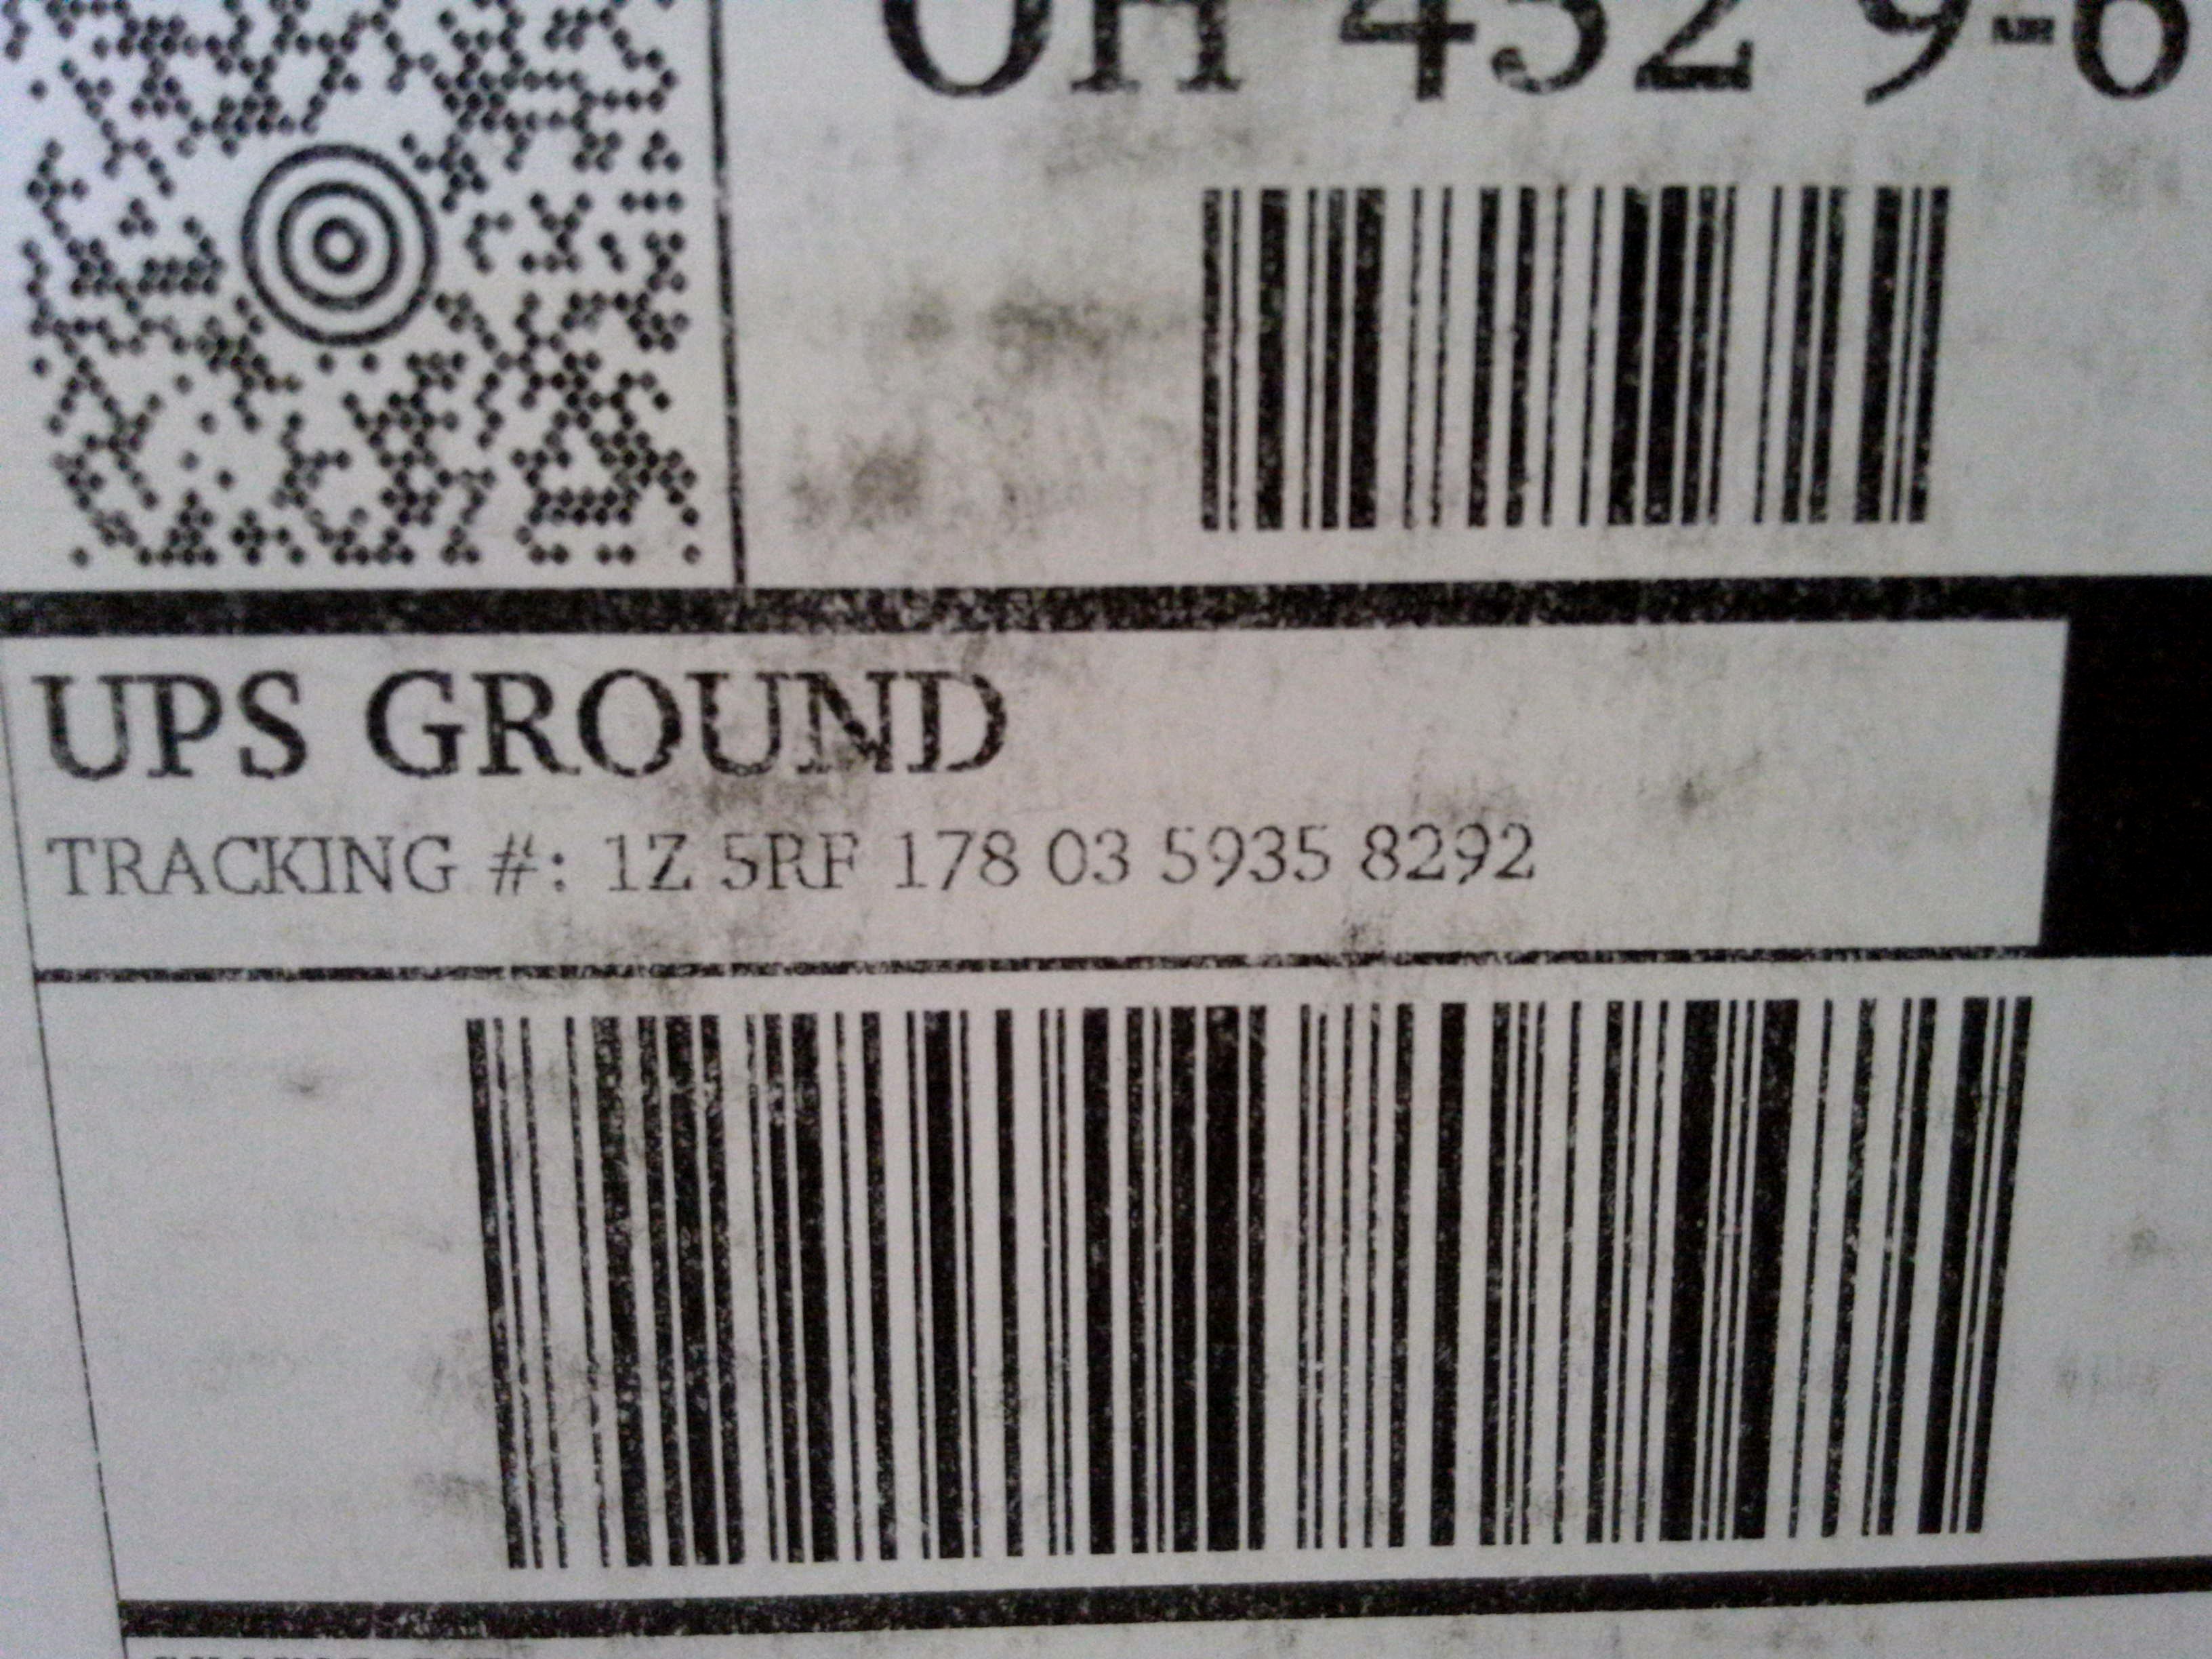 OH 432 9-6
UPS GROUND
TRACKING #: 1Z 5RF 178 03 5935 8292